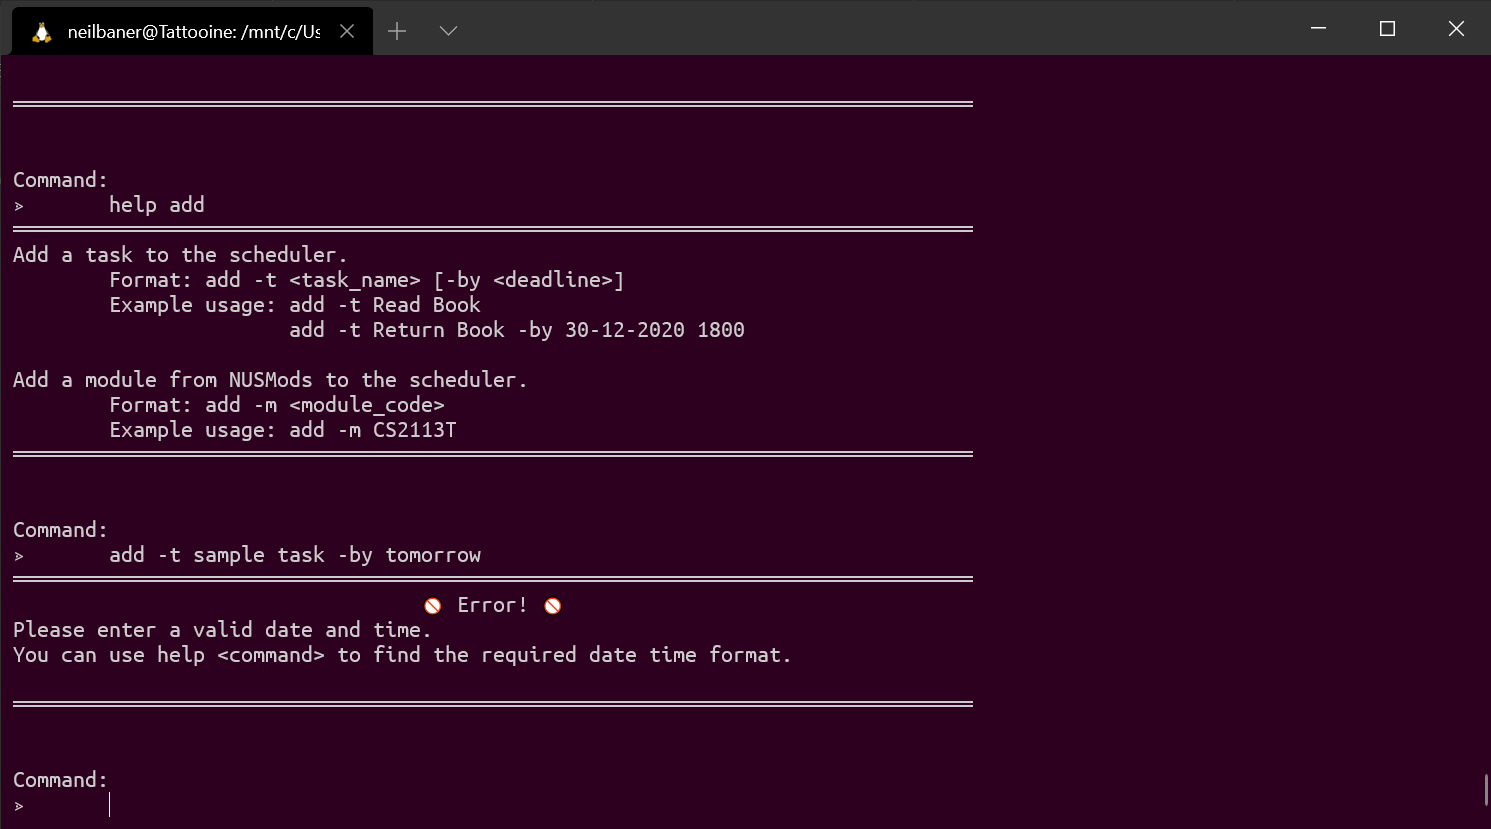 neilbaner@Tattooine: /mnt/c/Us
Command:
> help add
Add a task to the scheduler.
Format: add -t <task_name> [-by <deadline>]
Example usage: add -t Read Book
add -t Return Book -by 30-12-2020 1800
Add a module from NUSMods to the scheduler.
Format: add -m <module_code>
Example usage: add -m CS2113T
Command:
> add -t sample task -by tomorrow
🚫 Error! 🚫
Please enter a valid date and time.
You can use help <command> to find the required date time format.
Command:
>